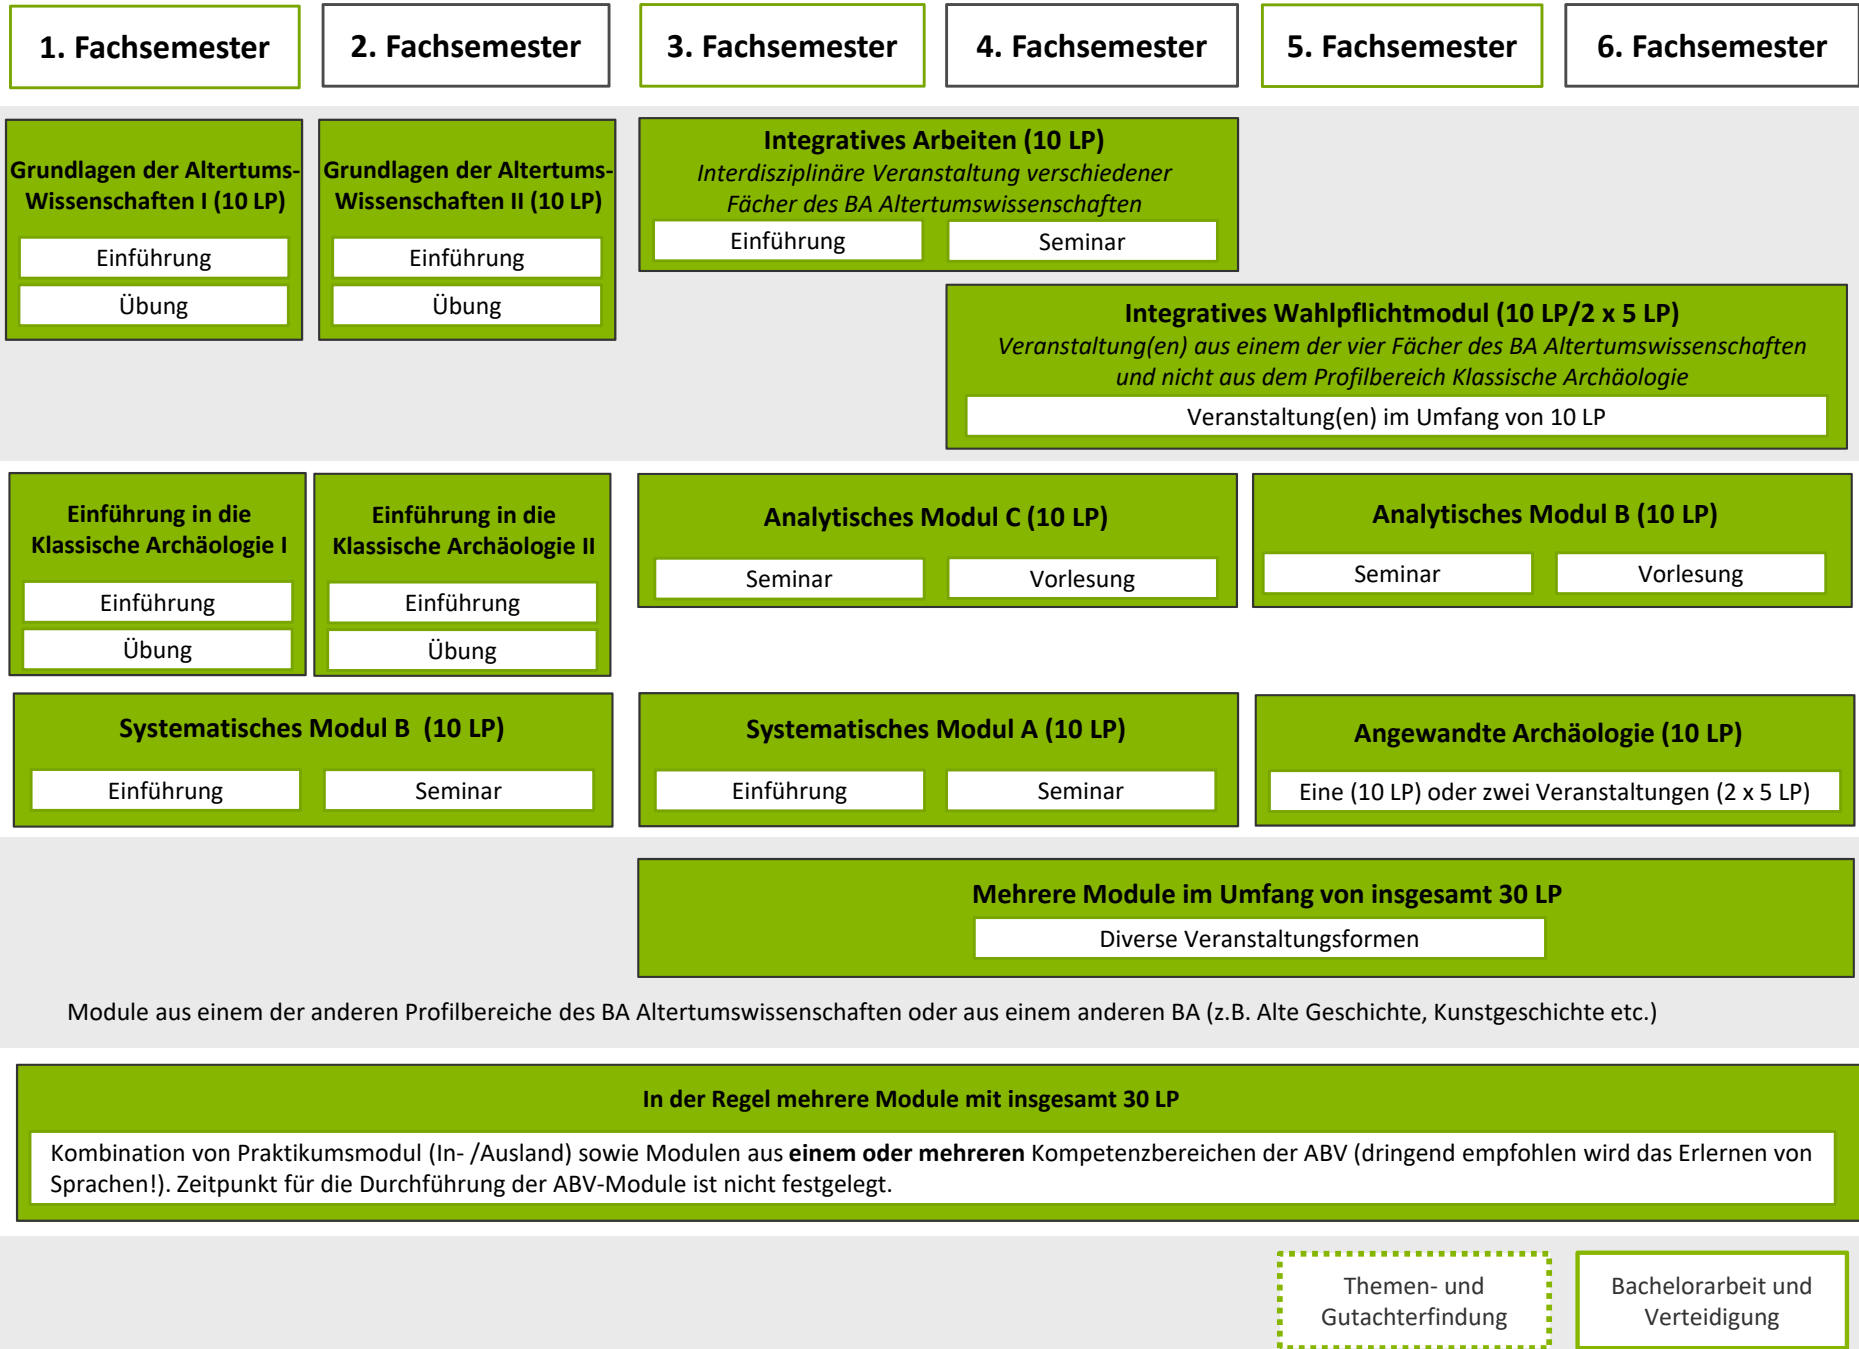 1. Fachsemester
2. Fachsemester
3. Fachsemester
4. Fachsemester
5. Fachsemester
6. Fachsemester
Grundlagen der Altertums-
Wissenschaften I (10 LP)
Einführung
Übung
Grundlagen der Altertums-
Wissenschaften II (10 LP)
Einführung
Übung
Integratives Arbeiten (10 LP)
Interdisziplinäre Veranstaltung verschiedener
Fächer des BA Altertumswissenschaften
Einführung
Seminar
Integratives Wahlpflichtmodul (10 LP/2 x 5 LP)
Veranstaltung(en) aus einem der vier Fächer des BA Altertumswissenschaften
und nicht aus dem Profilbereich Klassische Archäologie
Veranstaltung(en) im Umfang von 10 LP
Einführung in die
Klassische Archäologie I
Einführung
Übung
Einführung in die
Klassische Archäologie II
Einführung
Übung
Analytisches Modul C (10 LP)
Seminar
Vorlesung
Analytisches Modul B (10 LP)
Seminar
Vorlesung
Systematisches Modul B (10 LP)
Einführung
Seminar
Systematisches Modul A (10 LP)
Einführung
Seminar
Angewandte Archäologie (10 LP)
Eine (10 LP) oder zwei Veranstaltungen (2 x 5 LP)
Mehrere Module im Umfang von insgesamt 30 LP
Diverse Veranstaltungsformen
Module aus einem der anderen Profilbereiche des BA Altertumswissenschaften oder aus einem anderen BA (z.B. Alte Geschichte, Kunstgeschichte etc.)
In der Regel mehrere Module mit insgesamt 30 LP
Kombination von Praktikumsmodul (In- /Ausland) sowie Modulen aus einem oder mehreren Kompetenzbereichen der ABV (dringend empfohlen wird das Erlernen von
Sprachen!). Zeitpunkt für die Durchführung der ABV-Module ist nicht festgelegt.
Themen- und
Gutachterfindung
Bachelorarbeit und
Verteidigung